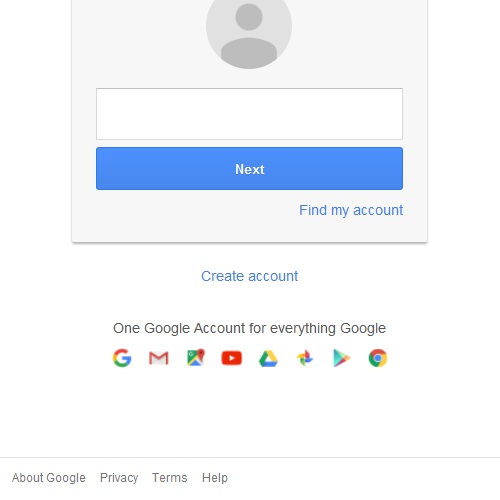 Next
Find my account
Create account
One Google Account for everything Google
About Google Privacy Terms Help